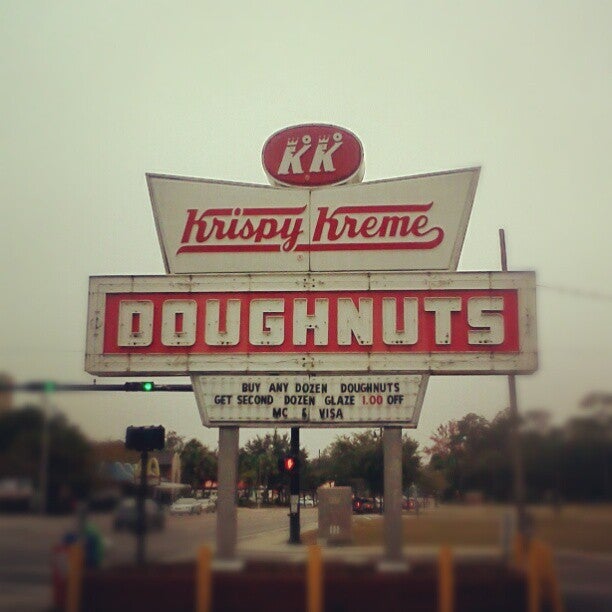 KK
Krispy Kreme
DOUGHNUTS
BUY ANY DOZEN DOUGHNUTS
GET SECOND DOZEN GLAZE 1.00 OFF
MC & VISA